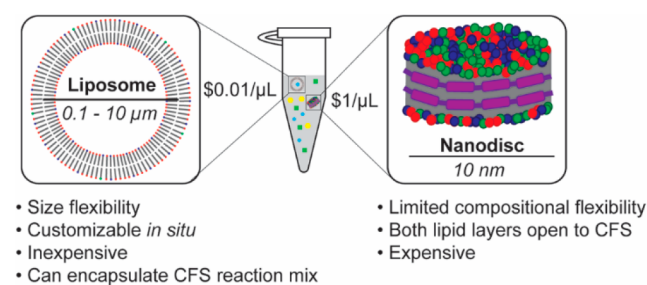 Liposome
0.1 - 10 µm
$0.01/µL
$1/µL
Nanodisc
10 nm
• Size flexibility
• Customizable in situ
• Inexpensive
• Can encapsulate CFS reaction mix
• Limited compositional flexibility
• Both lipid layers open to CFS
• Expensive